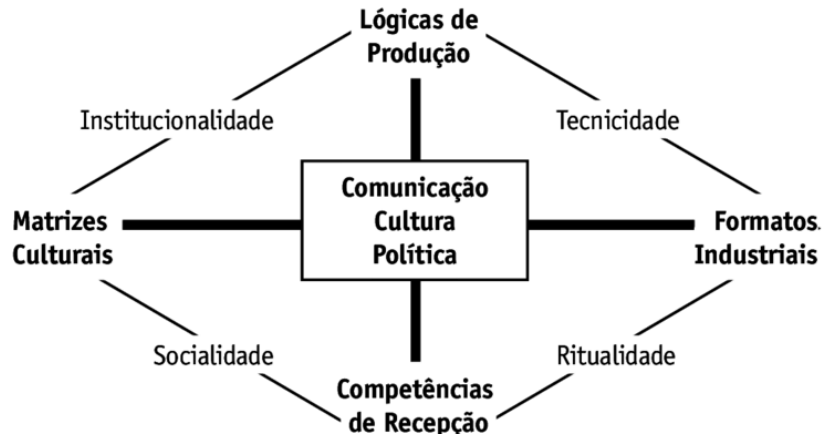 Lógicas de
Produção
Institucionalidade
Tecnicidade
Comunicação
Cultura
Política
Matrizes
Culturais
Formatos
Industriais
Socialidade
Ritualidade
Competências
de Recepção